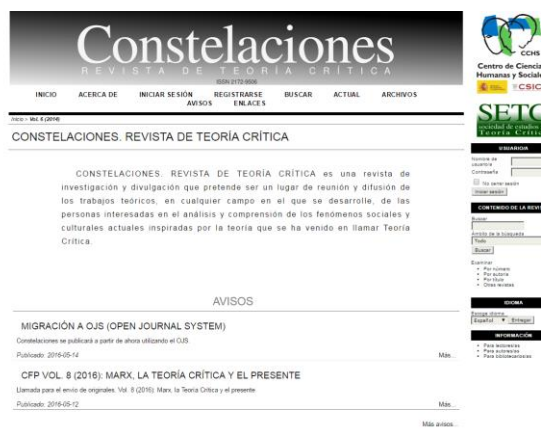 Constelaciones
REVISTA DE TEORÍA CRÍTICA
ISSN 2172-9506
INICIO ACERCA DE INICIAR SESIÓN REGISTRARSE BUSCAR ACTUAL ARCHIVOS
AVISOS ENLACES
Inicio > Vol. 6 (2014)
CONSTELACIONES. REVISTA DE TEORÍA CRÍTICA
CONSTELACIONES. REVISTA DE TEORÍA CRÍTICA es una revista de
investigación y divulgación que pretende ser un lugar de reunión y difusión de
los trabajos teóricos, en cualquier campo en el que se desarrolle, de las
personas interesadas en el análisis y comprensión de los fenómenos sociales y
culturales actuales inspiradas por la teoría que se ha venido en llamar Teoría
Crítica.
AVISOS
MIGRACIÓN A OJS (OPEN JOURNAL SYSTEM)
Constelaciones se publicará a partir de ahora utilizando el OJS
Publicado: 2016-05-14 Más...
CFP VOL. 8 (2016): MARX, LA TEORÍA CRÍTICA Y EL PRESENTE
Llamada para el envío de originales. Vol. 8 (2016): Marx, la Teoría Crítica y el presente
Publicado: 2016-05-12 Más...
Más avisos...
CCHS
Centro de Ciencia
Humanas y Sociale
CSIC
SETC
sociedad de estudios
Teoría Crític
USUARIO/A
Nombre de
usuaria/o
Contraseña
No cerrar sesión
Iniciar sesión
CONTENIDO DE LA REVI
Buscar
Ámbito de la búsqueda
Todo
Buscar
Examinar
Por número
Por autor/a
Por título
Otras revistas
IDIOMA
Escoge idioma
Español Entregar
INFORMACIÓN
Para lectores/as
Para autores/as
Para bibliotecarios/as